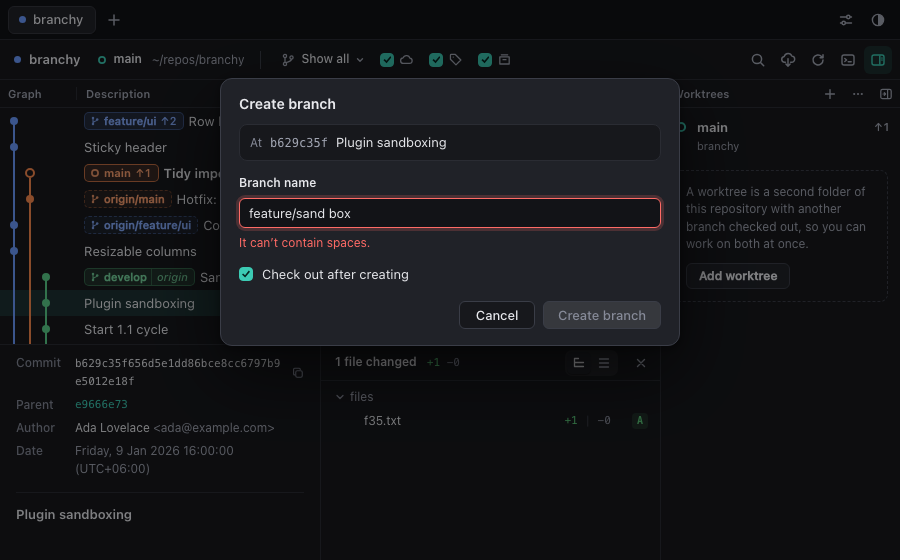 branchy
branchy main ~/repos/branchy Show all
Graph Description
feature/ui ↑2 Row
Sticky header
main ↑1 Tidy impo
origin/main Hotfix:
origin/feature/ui Co
Resizable columns
develop origin San
Plugin sandboxing
Start 1.1 cycle
Create branch
At b629c35f Plugin sandboxing
Branch name
feature/sand box
It can’t contain spaces.
Check out after creating
Cancel Create branch
Worktrees
main ↑1
branchy
A worktree is a second folder of
this repository with another
branch checked out, so you can
work on both at once.
Add worktree
Commit b629c35f656d5e1dd86bce8cc6797b9
e5012e18f
Parent e9666e73
Author Ada Lovelace <ada@example.com>
Date Friday, 9 Jan 2026 16:00:00
(UTC+06:00)
Plugin sandboxing
1 file changed +1 −0
files
f35.txt +1 −0 A